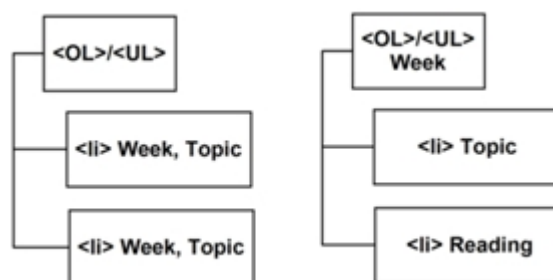 <OL>/<UL>
<li> Week, Topic
<li> Week, Topic
<OL>/<UL>
Week
<li> Topic
<li> Reading